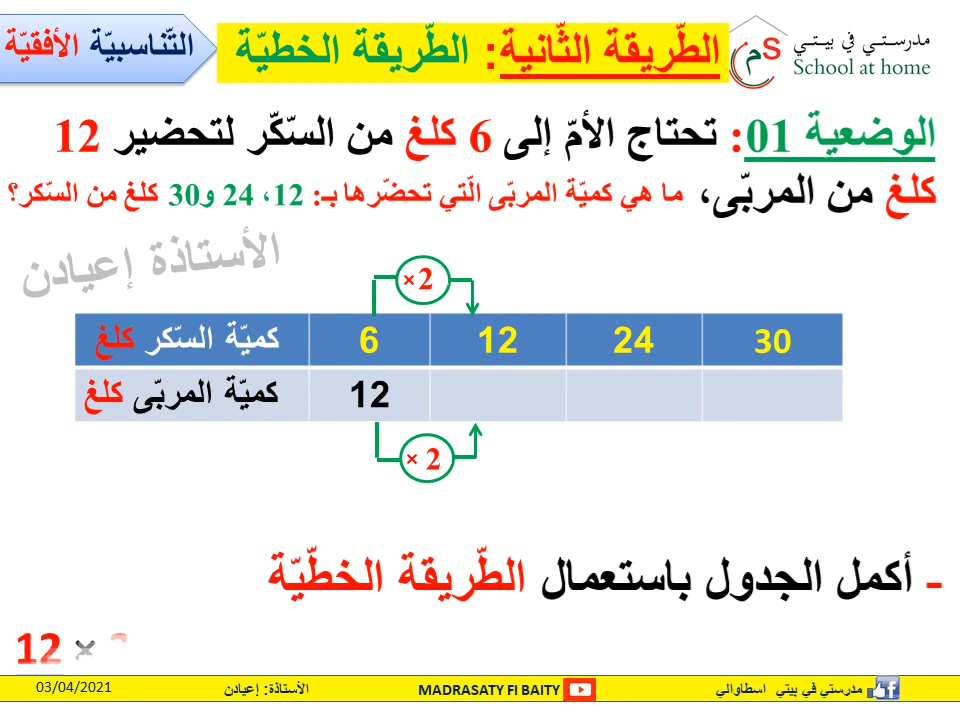 التّناسبيّة الأفقيّة
الطّريقة الثّانية: الطّريقة الخطيّة
مدرستي في بيتي
School at home
الوضعية 01: تحتاج الأمّ إلى 6 كلغ من السّكّر لتحضير 12
كلغ من المربّى، ما هي كميّة المربّى الّتي تحضّرها بـ: 12، 24 و30 كلغ من السّكر؟
الأستاذة إعيادن
×2
كميّة السّكر كلغ 6 12 24 30
كميّة المربّى كلغ 12
× 2
- أكمل الجدول باستعمال الطّريقة الخطّيّة
12 ×
03/04/2021
الأستاذة: إعيادن
MADRASATY FI BAITY
مدرستي في بيتي اسطاوالي